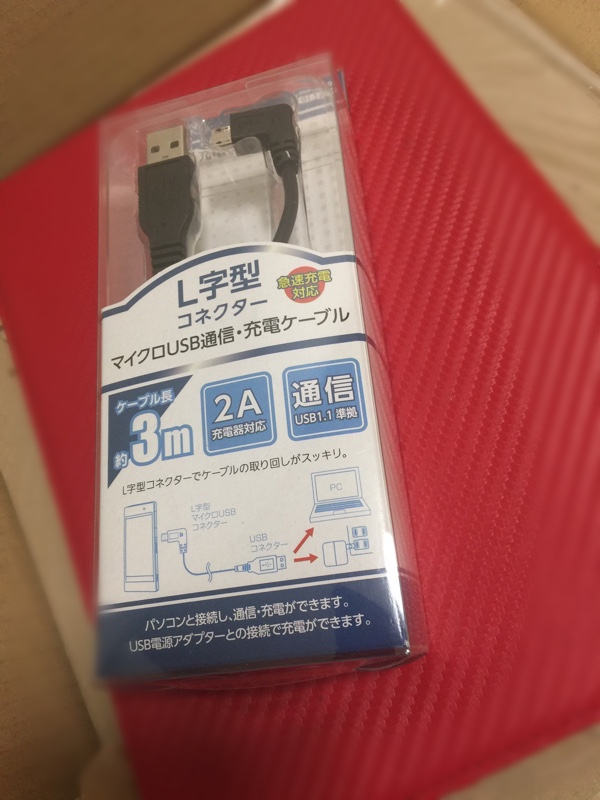 L字型
コネクター
急速充電
対応
マイクロUSB通信・充電ケーブル
ケーブル長
約3m
2A
充電器対応
通信
USB1.1 準拠
L字型コネクターでケーブルの取り回しがスッキリ。
L字型
マイクロUSB
コネクター
USB
コネクター
PC
パソコンと接続し、通信・充電ができます。
USB電源アダプターとの接続で充電ができます。